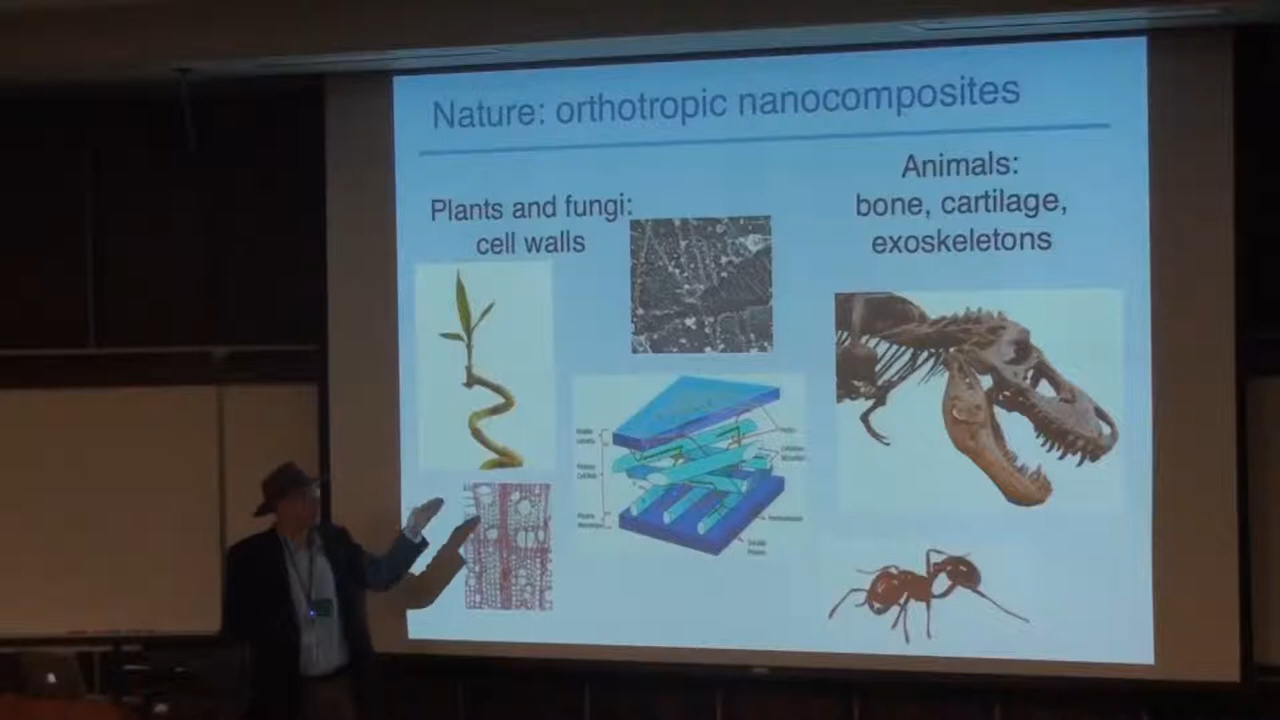 Nature: orthotropic nanocomposites
Plants and fungi:
cell walls
Animals:
bone, cartilage,
exoskeletons